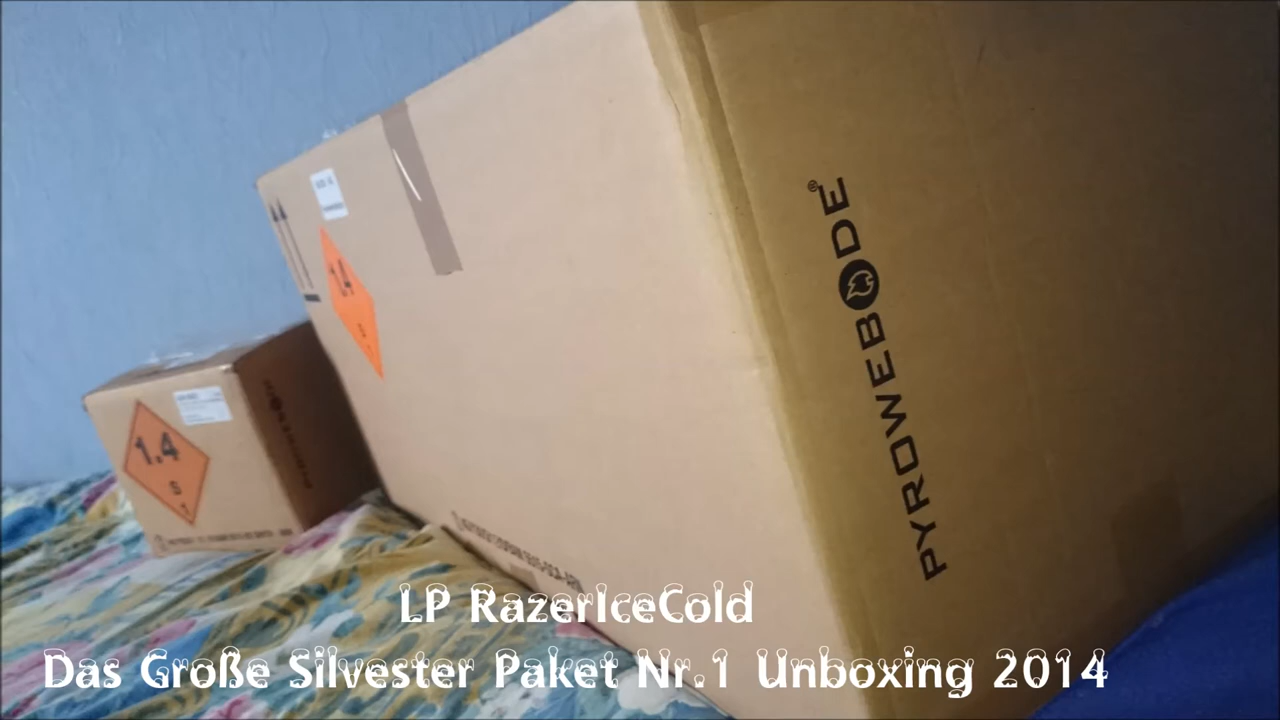 PYROWEBODE®
1.4
1.4
S
LP RazerIceCold
Das Große Silvester Paket Nr.1 Unboxing 2014